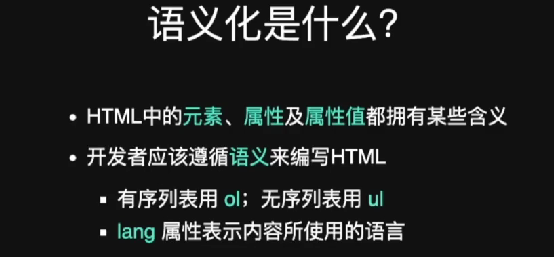 语义化是什么?
HTML中的元素、属性及属性值都拥有某些含义
开发者应该遵循语义来编写HTML
有序列表用 ol；无序列表用 ul
lang 属性表示内容所使用的语言